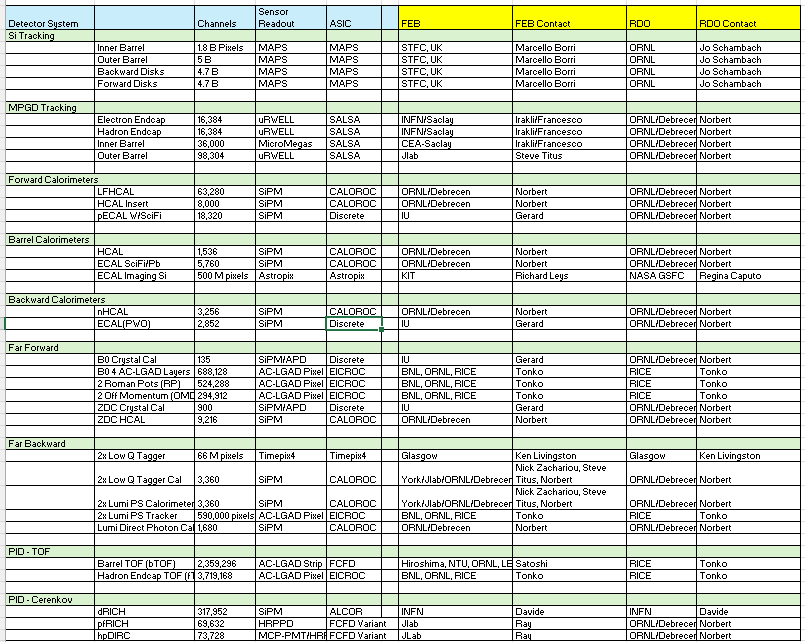 Detector System Channels Sensor Readout ASIC FEB FEB Contact RDO RDO Contact
Si Tracking
Inner Barrel 1.8 B Pixels MAPS MAPS STFC, UK Marcello Borri ORNL Jo Schambach
Outer Barrel 5 B MAPS MAPS STFC, UK Marcello Borri ORNL Jo Schambach
Backward Disks 4.7 B MAPS MAPS STFC, UK Marcello Borri ORNL Jo Schambach
Forward Disks 4.7 B MAPS MAPS STFC, UK Marcello Borri ORNL Jo Schambach
MPGD Tracking
Electron Endcap 16,384 uRWELL SALSA INFN/Saclay Irakli/Francesco ORNL/Debrecer Norbert
Hadron Endcap 16,384 uRWELL SALSA INFN/Saclay Irakli/Francesco ORNL/Debrecer Norbert
Inner Barrel 36,000 MicroMegas SALSA CEA-Saclay Irakli/Francesco ORNL/Debrecer Norbert
Outer Barrel 98,304 uRWELL SALSA Jlab Steve Titus ORNL/Debrecer Norbert
Forward Calorimeters
LFHCAL 63,280 SiPM CALOROC ORNL/Debrecen Norbert ORNL/Debrecer Norbert
HCAL Insert 8,000 SiPM CALOROC ORNL/Debrecen Norbert ORNL/Debrecer Norbert
pECAL W/SciFi 18,320 SiPM Discrete IU Gerard ORNL/Debrecer Norbert
Barrel Calorimeters
HCAL 1,536 SiPM CALOROC ORNL/Debrecen Norbert ORNL/Debrecer Norbert
ECAL SciFi/Pb 5,760 SiPM CALOROC ORNL/Debrecen Norbert ORNL/Debrecer Norbert
ECAL Imaging Si 500 M pixels Astropix Astropix KIT Richard Leys NASA GSFC Regina Caputo
Backward Calorimeters
nHCAL 3,256 SiPM CALOROC ORNL/Debrecen Norbert ORNL/Debrecer Norbert
ECAL(PWO) 2,852 SiPM Discrete IU Gerard ORNL/Debrecer Norbert
Far Forward
B0 Crystal Cal 135 SiPM/APD Discrete IU Gerard ORNL/Debrecer Norbert
B0 4 AC-LGAD Layers 688,128 AC-LGAD Pixel EICROC BNL, ORNL, RICE Tonko RICE Tonko
2 Roman Pots (RP) 524,288 AC-LGAD Pixel EICROC BNL, ORNL, RICE Tonko RICE Tonko
2 Off Momentum (OMD 294,912 AC-LGAD Pixel EICROC BNL, ORNL, RICE Tonko RICE Tonko
ZDC Crystal Cal 900 SiPM/APD Discrete IU Gerard ORNL/Debrecer Norbert
ZDC HCAL 9,216 SiPM CALOROC ORNL/Debrecen Norbert ORNL/Debrecer Norbert
Far Backward
2x Low Q Tagger 66 M pixels Timepix4 Timepix4 Glasgow Ken Livingston Glasgow Ken Livingston
2x Low Q Tagger Cal 3,360 SiPM CALOROC York/Jlab/ORNL/Debrecer Nick Zachariou, Steve Titus, Norbert ORNL/Debrecer Norbert
2x Lumi PS Calorimeter 3,360 SiPM CALOROC York/Jlab/ORNL/Debrecer Nick Zachariou, Steve Titus, Norbert ORNL/Debrecer Norbert
2x Lumi PS Tracker 590,000 pixels AC-LGAD Pixel EICROC BNL, ORNL, RICE Tonko RICE Tonko
Lumi Direct Photon Cal 1,680 SiPM CALOROC ORNL/Debrecen Norbert ORNL/Debrecer Norbert
PID - TOF
Barrel TOF (bTOF) 2,359,296 AC-LGAD Strip FCFD Hiroshima, NTU, ORNL, LE Satoshi RICE Tonko
Hadron Endcap TOF (fT 3,719,168 AC-LGAD Pixel EICROC BNL, ORNL, RICE Tonko RICE Tonko
PID - Cerenkov
dRICH 317,952 SiPM ALCOR INFN Davide INFN Davide
pfRICH 69,632 HRPPD FCFD Variant Jlab Ray ORNL/Debrecer Norbert
hpDIRC 73,728 MCP-PMT/HRF FCFD Variant JLab Ray ORNL/Debrecer Norbert